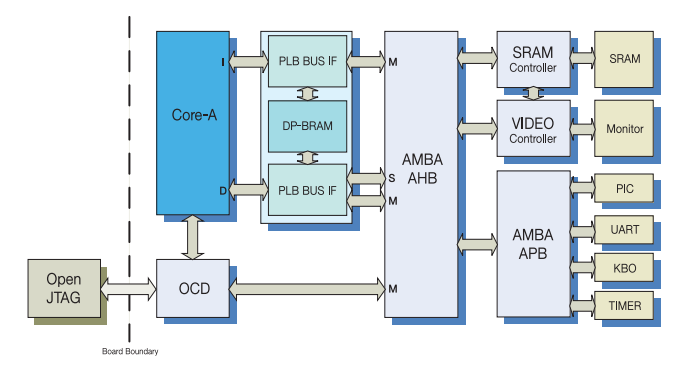 Core-A
I
D
PLB BUS IF
DP-BRAM
PLB BUS IF
M
S
M
M
AMBA
AHB
SRAM
Controller
SRAM
VIDEO
Controller
Monitor
AMBA
APB
PIC
UART
KBO
TIMER
Open
JTAG
OCD
Board Boundary